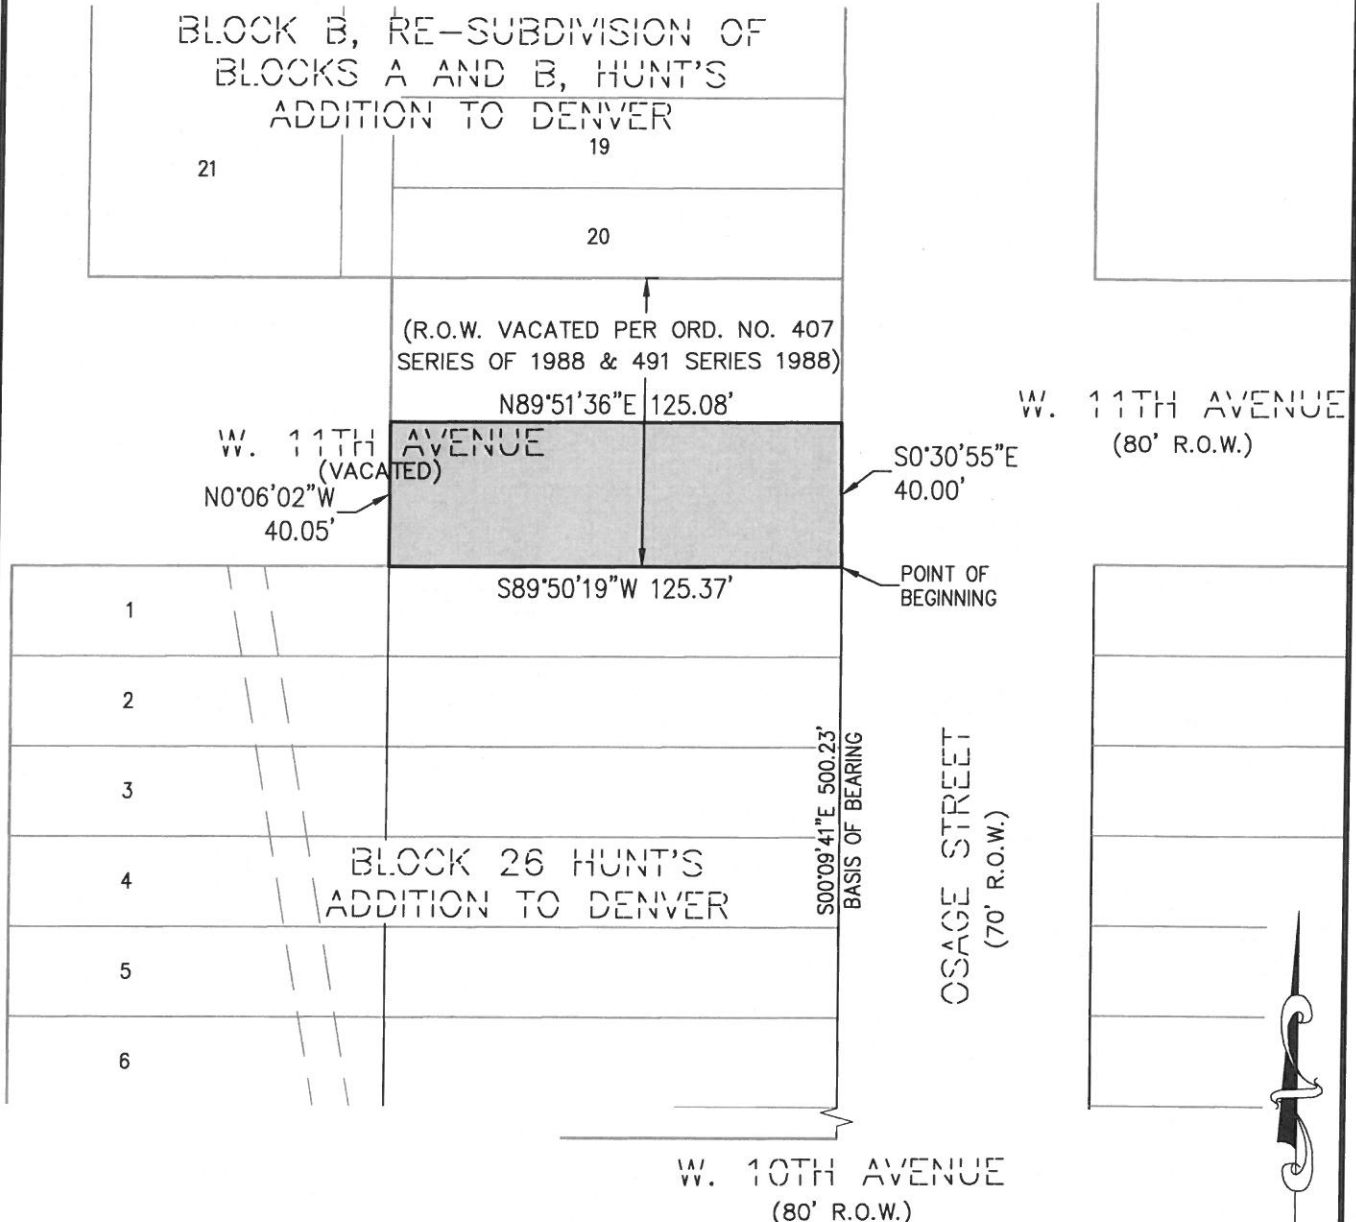 BLOCK B, RE-SUBDIVISION OF
BLOCKS A AND B, HUNT'S
ADDITION TO DENVER
19
21
20
(R.O.W. VACATED PER ORD. NO. 407
SERIES OF 1988 & 491 SERIES 1988)
N89°51'36"E 125.08'
W. 11TH AVENUE
(80' R.O.W.)
W. 11TH AVENUE
(VACATED)
S0°30'55"E
40.00'
N0°06'02"W
40.05'
S89°50'19"W 125.37'
POINT OF
BEGINNING
1
2
3
4
5
6
S00°09'41"E 500.23'
BASIS OF BEARING
OSAGE STREET
(70' R.O.W.)
BLOCK 26 HUNT'S
ADDITION TO DENVER
W. 10TH AVENUE
(80' R.O.W.)